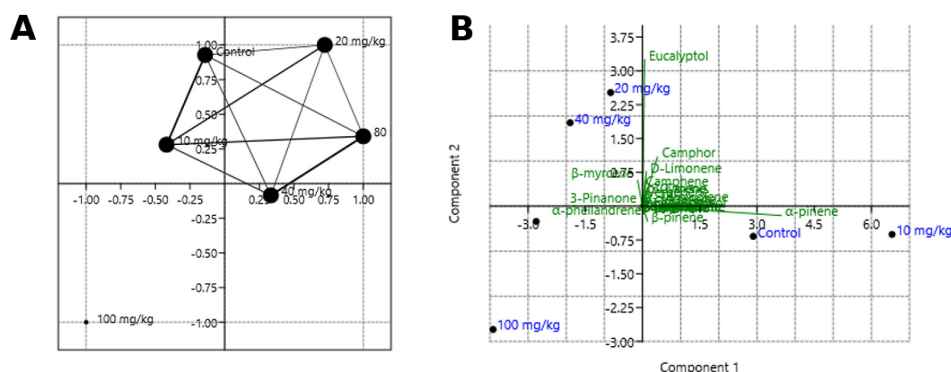 A
1.00
Control
20 mg/kg
0.75
0.50
10 mg/kg
0.25
80
40 mg/kg
-1.00
-0.75
-0.50
-0.25
0.25
0.50
0.75
1.00
-0.25
-0.50
-0.75
-1.00
100 mg/kg
B
Component 2
3.75
Eucalyptol
3.00
20 mg/kg
2.25
40 mg/kg
1.50
Camphor
0.75
D-Limonene
β-myrcene
Camphene
3-Pinanone
α-phellandrene
β-pinene
α-pinene
-3.0
-1.5
1.5
3.0
4.5
6.0
Control
10 mg/kg
-0.75
-1.50
-2.25
100 mg/kg
-3.00
Component 1